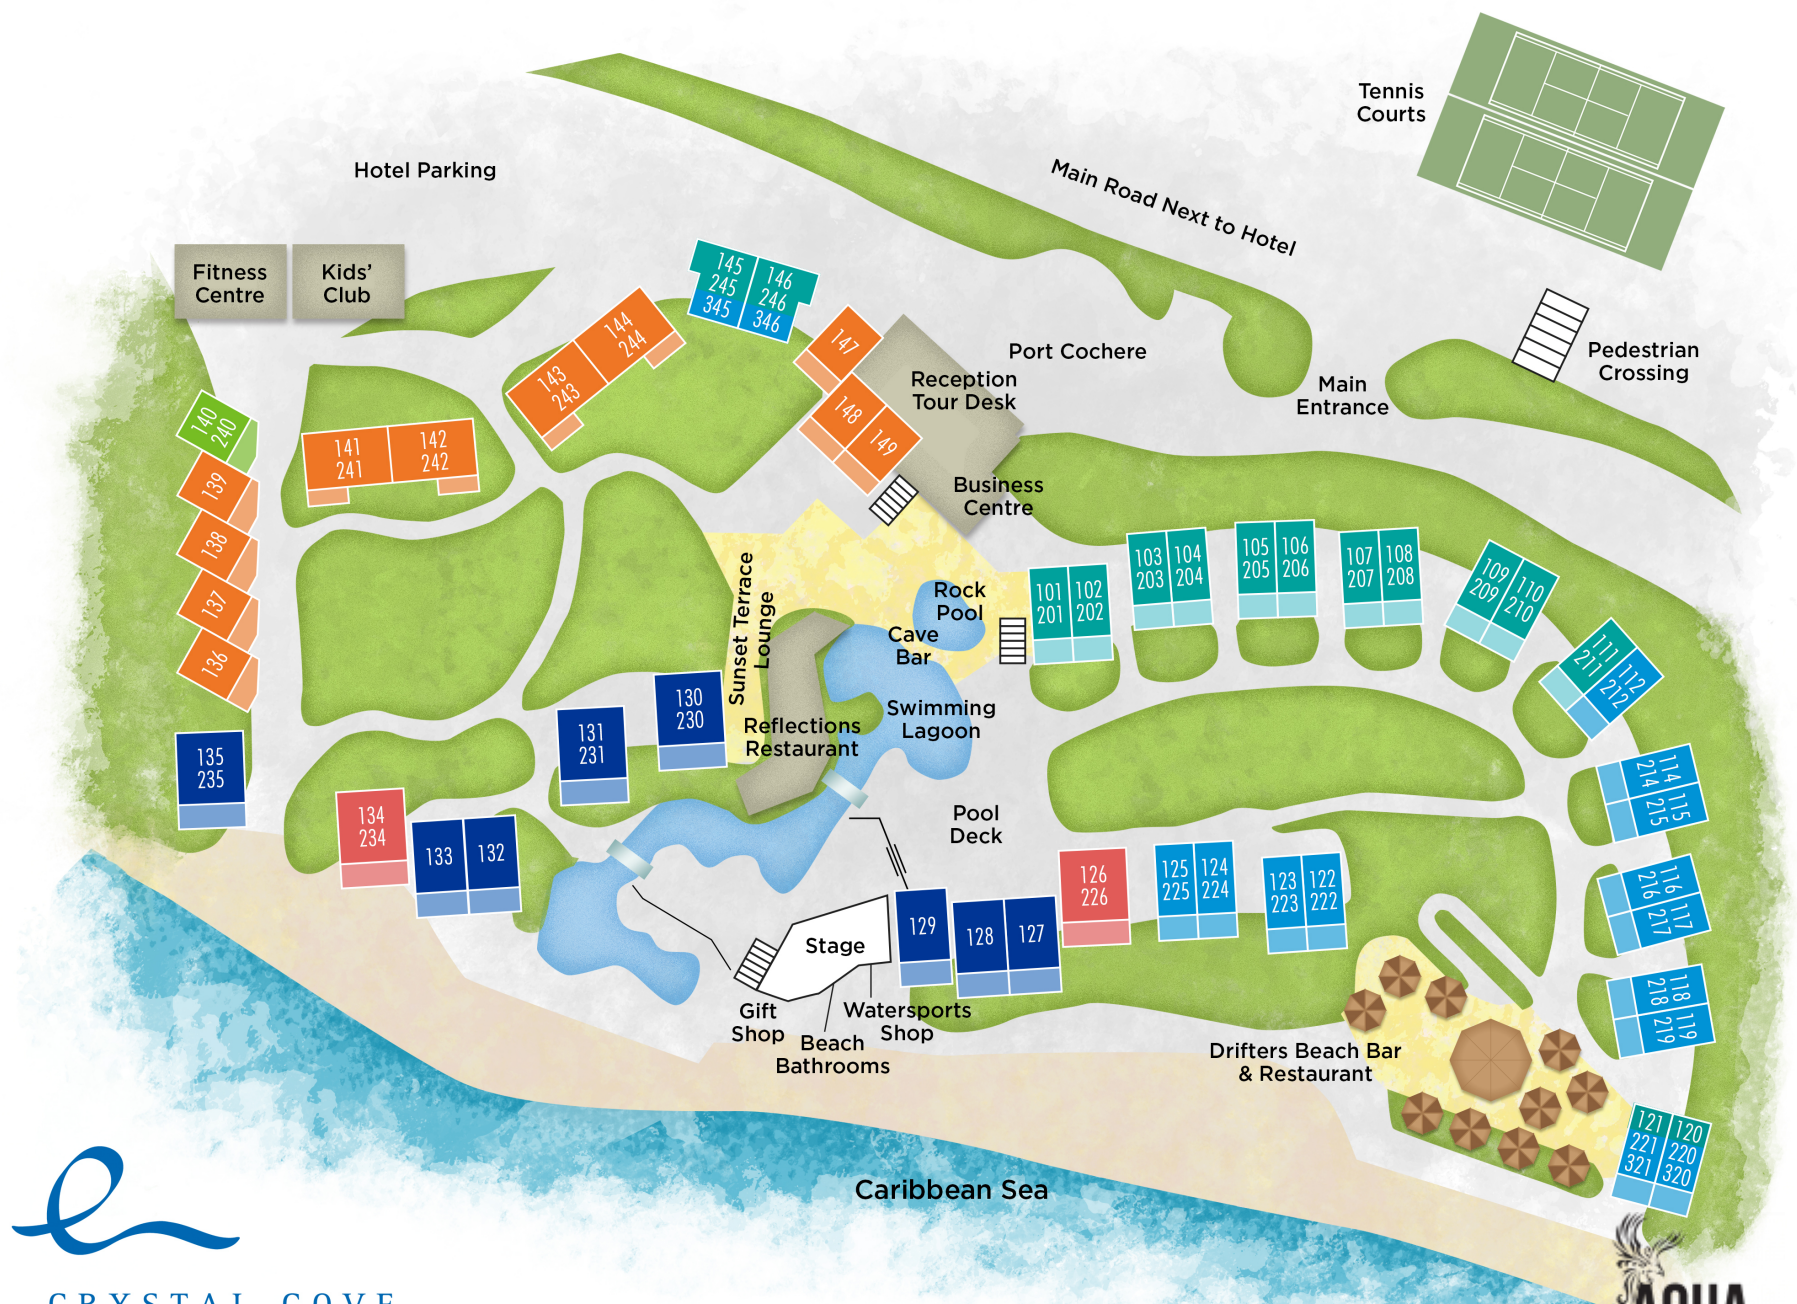 Tennis
Courts
Hotel Parking
Main Road Next to Hotel
Fitness
Centre
Kids'
Club
145
245
345
146
246
346
144
244
143
243
147
148
149
Reception
Tour Desk
Port Cochere
Main
Entrance
Pedestrian
Crossing
140
240
139
138
137
136
141
241
142
242
Business
Centre
Sunset Terrace
Lounge
Rock
Pool
Cave
Bar
Swimming
Lagoon
Reflections
Restaurant
101
201
102
202
103
203
104
204
105
205
106
206
107
207
108
208
109
209
110
210
111
211
112
212
114
214
115
215
116
216
117
217
118
218
119
219
130
230
131
231
135
235
134
234
133
132
Pool
Deck
126
226
125
225
124
224
123
223
122
222
129
128
127
Stage
Gift
Shop
Beach
Bathrooms
Watersports
Shop
Drifters Beach Bar
& Restaurant
121
221
321
120
220
320
Caribbean Sea
CRYSTAL COVE
AQUA